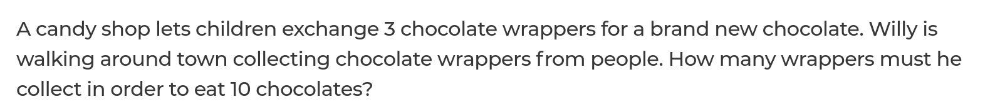 A candy shop lets children exchange 3 chocolate wrappers for a brand new chocolate. Willy is
walking around town collecting chocolate wrappers from people. How many wrappers must he
collect in order to eat 10 chocolates?